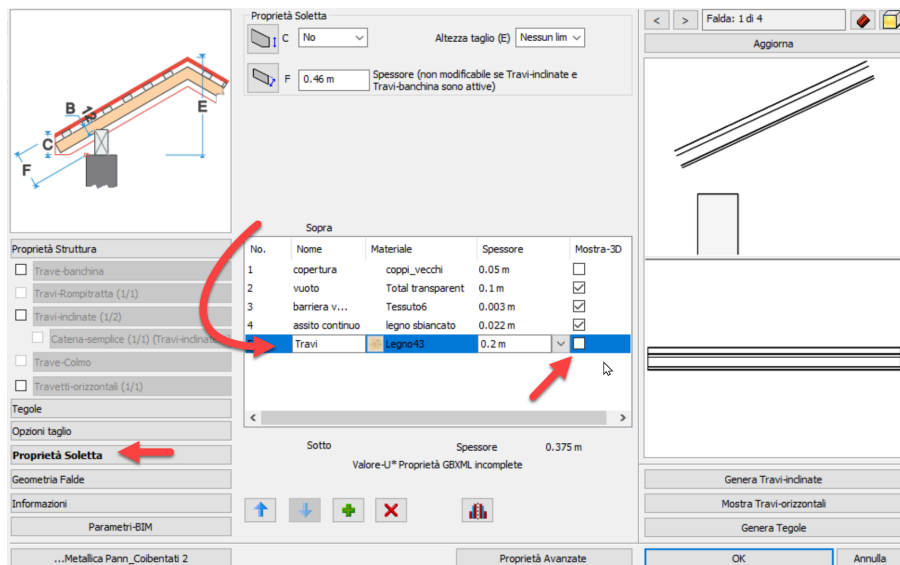 Proprietà Soletta
C No Altezza taglio (E) Nessun lim
F 0.46 m Spessore (non modificabile se Travi-inclinate e
Travi-banchina sono attive)
B
E
C
F
Proprietà Struttura
Trave-banchina
Travi-Rompitratta (1/1)
Travi-inclinate (1/2)
Catena-semplice (1/1) (Travi-inclinate
Trave-Colmo
Travetti-orizzontali (1/1)
Tegole
Opzioni taglio
Proprietà Soletta
Geometria Falde
Informazioni
Parametri-BIM
...Metallica Pann_Coibentati 2
Sopra
No. Nome Materiale Spessore Mostra-3D
1 copertura coppi_vecchi 0.05 m
2 vuoto Total transparent 0.1 m
3 barriera v... Tessuto6 0.003 m
4 assito continuo legno sbiancato 0.022 m
Travi Legno43 0.2 m
Sotto Spessore 0.375 m
Valore-U* Proprietà GBXML incomplete
Proprietà Avanzate
< > Falda: 1 di 4
Aggiorna
Genera Travi-inclinate
Mostra Travi-orizzontali
Genera Tegole
OK Annulla